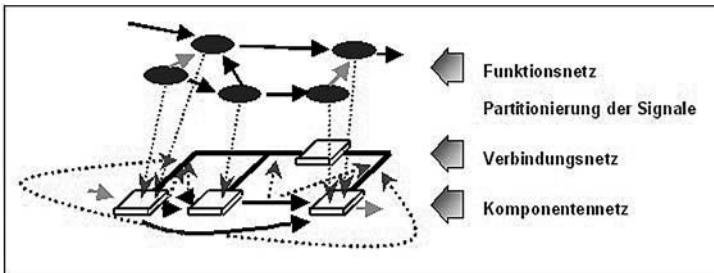 Funktionsnetz
Partitionierung der Signale
Verbindungsnetz
Komponentennetz